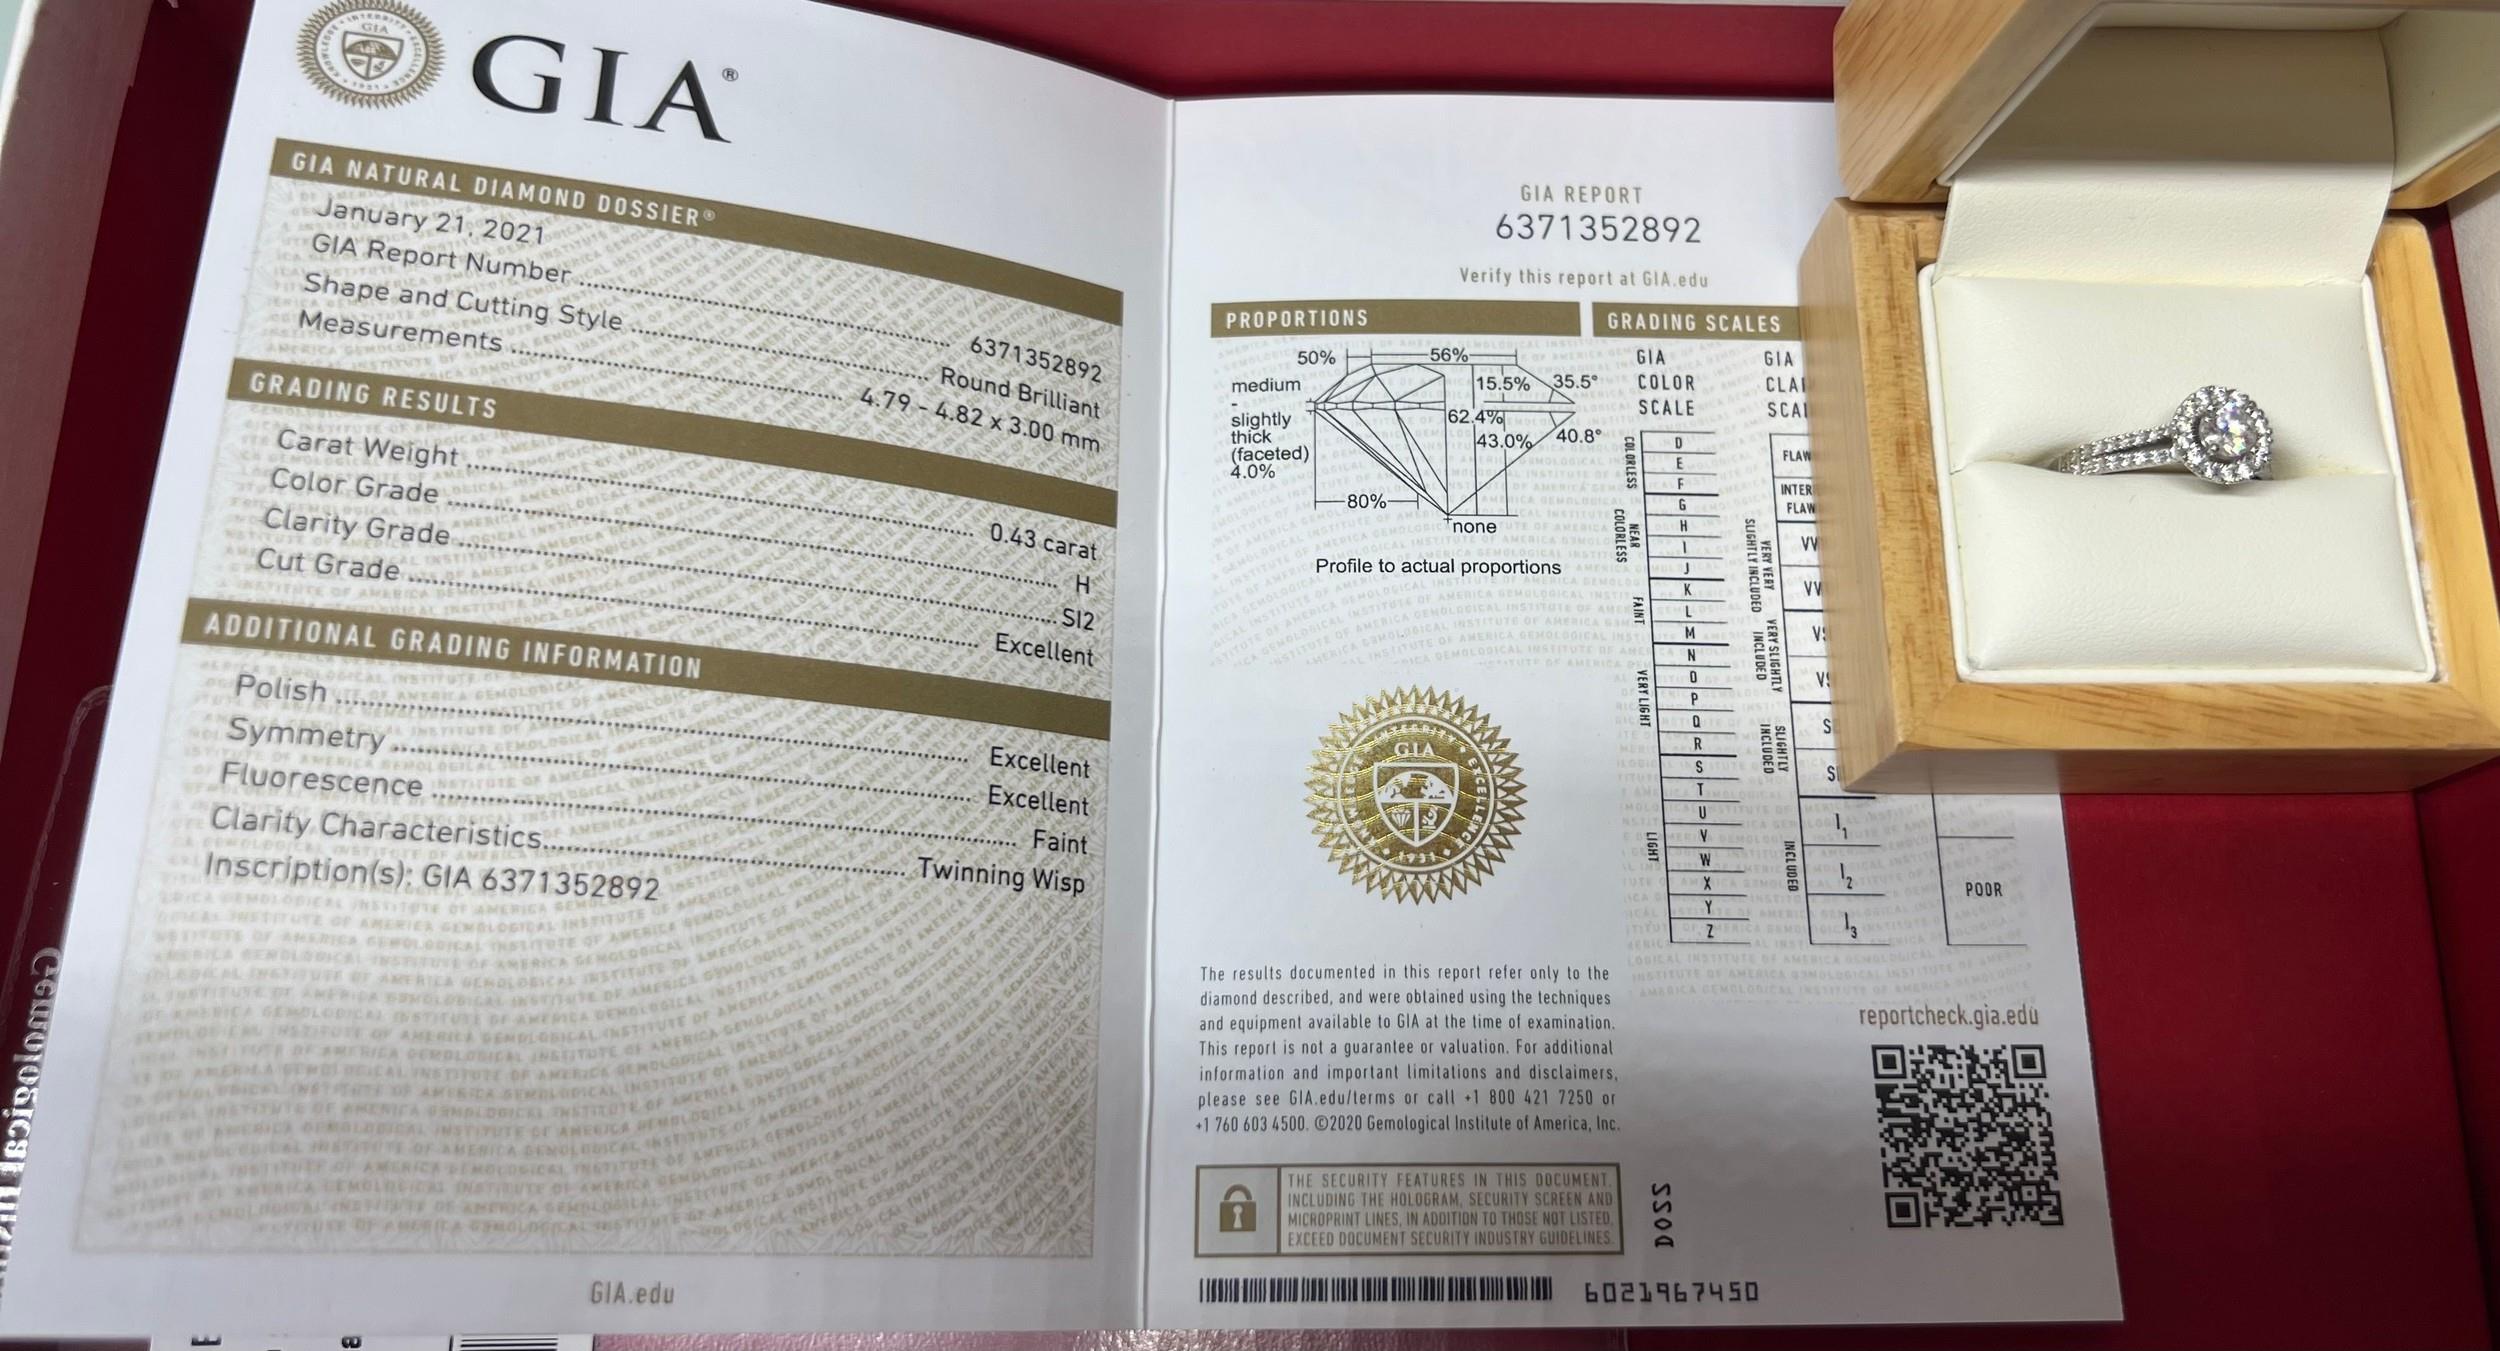 GIA®
GIA NATURAL DIAMOND DOSSIER®
January 21, 2021
GIA Report Number 6371352892
Shape and Cutting Style Round Brilliant
Measurements 4.79 - 4.82 x 3.00 mm
GRADING RESULTS
Carat Weight 0.43 carat
Color Grade H
Clarity Grade SI2
Cut Grade Excellent
ADDITIONAL GRADING INFORMATION
Polish Excellent
Symmetry Excellent
Fluorescence Faint
Clarity Characteristics Twinning Wisp
Inscription(s): GIA 6371352892
GIA.edu
GIA REPORT
6371352892
Verify this report at GIA.edu
PROPORTIONS
50%
56%
medium
-
slightly
thick
(faceted)
4.0%
15.5%
35.5°
62.4%
43.0%
40.8°
80%
none
Profile to actual proportions
GRADING SCALES
GIA
COLOR
SCALE
COLORLESS
NEAR
COLORLESS
FAINT
VERY LIGHT
LIGHT
D
E
F
G
H
I
J
K
L
M
N
O
P
Q
R
S
T
U
V
W
X
Y
Z
GIA
VERY VERY
SLIGHTLY INCLUDED
VERY SLIGHTLY
INCLUDED
SLIGHTLY
INCLUDED
INCLUDED
I1
I2
I3
POOR
GIA
1931
The results documented in this report refer only to the
diamond described, and were obtained using the techniques
and equipment available to GIA at the time of examination.
This report is not a guarantee or valuation. For additional
information and important limitations and disclaimers,
please see GIA.edu/terms or call +1 800 421 7250 or
+1 760 603 4500. ©2020 Gemological Institute of America, Inc.
THE SECURITY FEATURES IN THIS DOCUMENT,
INCLUDING THE HOLOGRAM, SECURITY SCREEN AND
MICROPRINT LINES, IN ADDITION TO THOSE NOT LISTED,
EXCEED DOCUMENT SECURITY INDUSTRY GUIDELINES.
6021967450
reportcheck.gia.edu